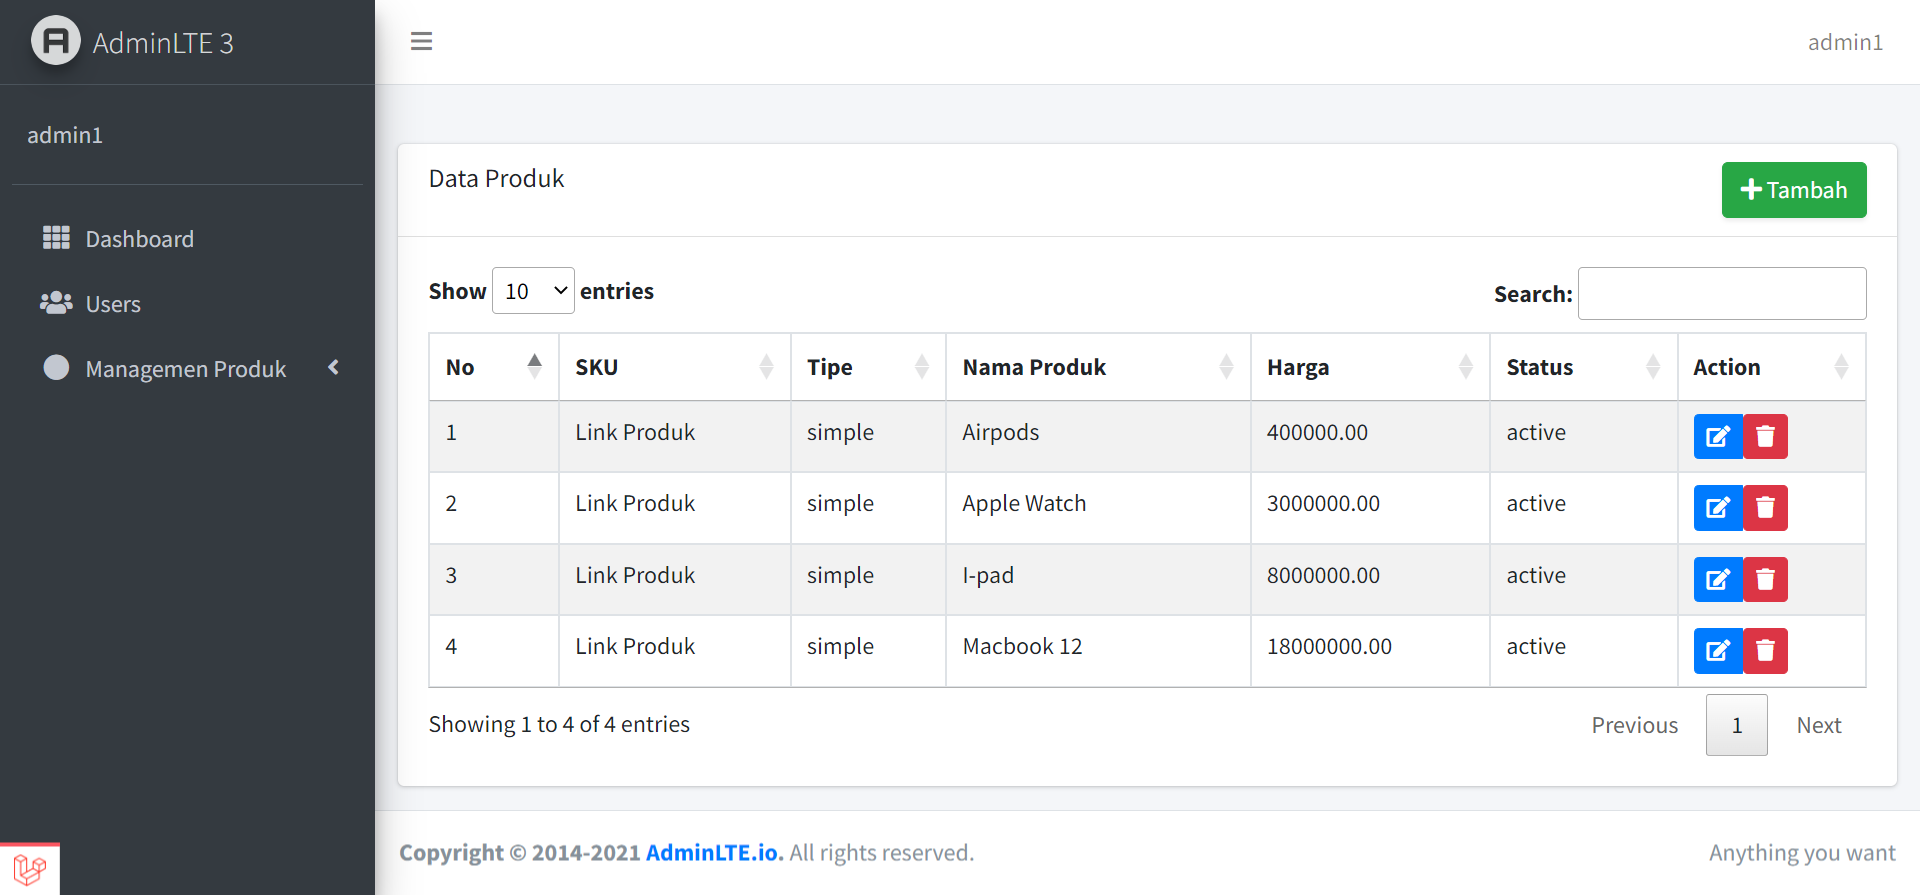 AdminLTE 3
admin1
admin1
Dashboard
Users
Managemen Produk
Data Produk
Tambah
Show 10 entries
Search:
No SKU Tipe Nama Produk Harga Status Action
1 Link Produk simple Airpods 400000.00 active
2 Link Produk simple Apple Watch 3000000.00 active
3 Link Produk simple I-pad 8000000.00 active
4 Link Produk simple Macbook 12 18000000.00 active
Showing 1 to 4 of 4 entries
Previous 1 Next
Copyright © 2014-2021 AdminLTE.io. All rights reserved.
Anything you want